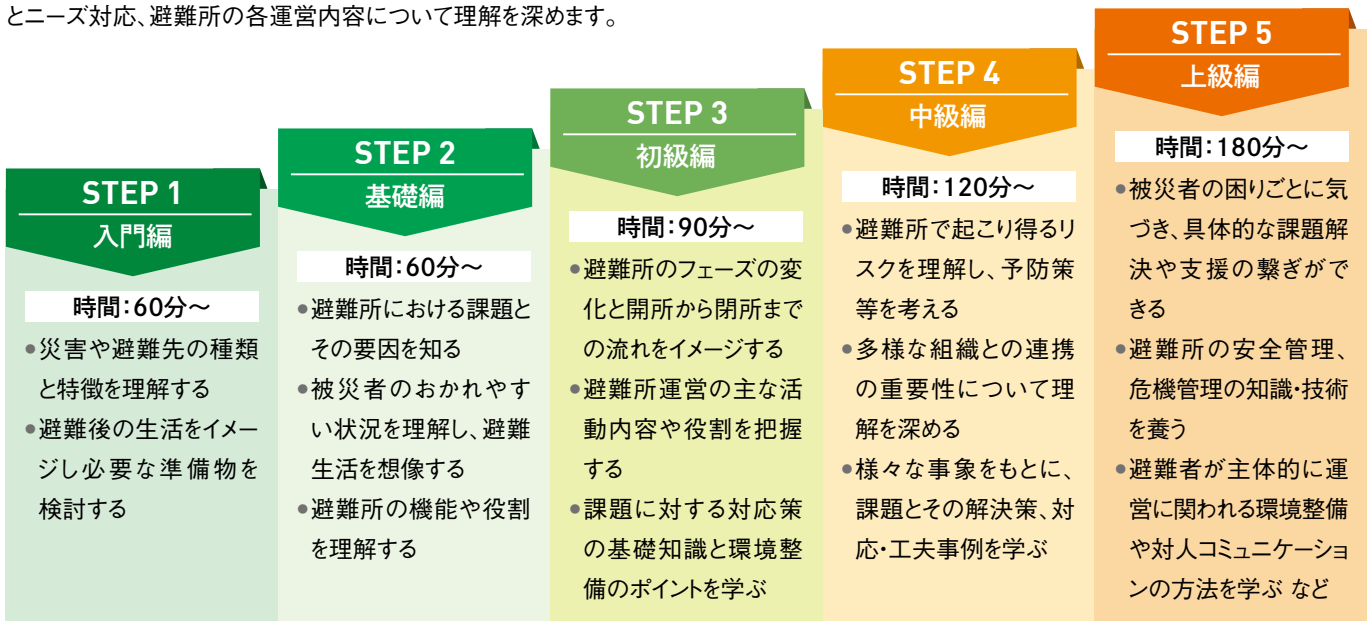 とニーズ対応、避難所の各運営内容について理解を深めます。
STEP 1
入門編
時間：60分～
●災害や避難先の種類
と特徴を理解する
●避難後の生活をイメー
ジし必要な準備物を
検討する
STEP 2
基礎編
時間：60分～
●避難所における課題と
その要因を知る
●被災者のおかれやす
い状況を理解し、避難
生活を想像する
●避難所の機能や役割
を理解する
STEP 3
初級編
時間：90分～
●避難所のフェーズの変
化と開所から閉所まで
の流れをイメージする
●避難所運営の主な活
動内容や役割を把握
する
●課題に対する対応策
の基礎知識と環境整
備のポイントを学ぶ
STEP 4
中級編
時間：120分～
●避難所で起こり得るリ
スクを理解し、予防策
等を考える
●多様な組織との連携
の重要性について理
解を深める
●様々な事象をもとに、
課題とその解決策、対
応・工夫事例を学ぶ
STEP 5
上級編
時間：180分～
●被災者の困りごとに気
づき、具体的な課題解
決や支援の繋ぎがで
きる
●避難所の安全管理、
危機管理の知識・技術
を養う
●避難者が主体的に運
営に関われる環境整備
や対人コミュニケーショ
ンの方法を学ぶ など